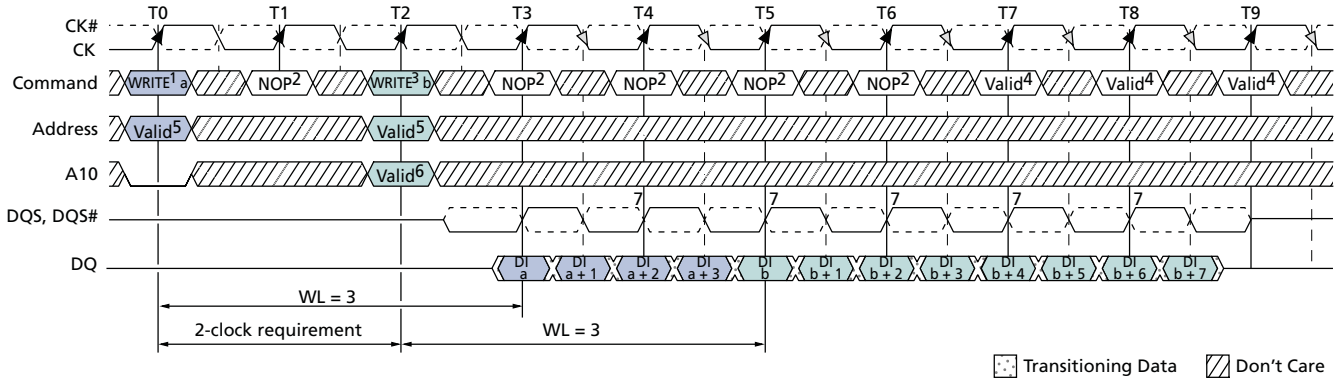 T0 T1 T2 T3 T4 T5 T6 T7 T8 T9
CK#
CK
Command WRITE1 a NOP2 WRITE3 b NOP2 NOP2 NOP2 NOP2 Valid4 Valid4 Valid4
Address Valid5 Valid5
A10 Valid6
DQS, DQS# 7 7 7 7 7
DQ DI a DI a + 1 DI a + 2 DI a + 3 DI b DI b + 1 DI b + 2 DI b + 3 DI b + 4 DI b + 5 DI b + 6 DI b + 7
WL = 3
2-clock requirement WL = 3
Transitioning Data Don't Care